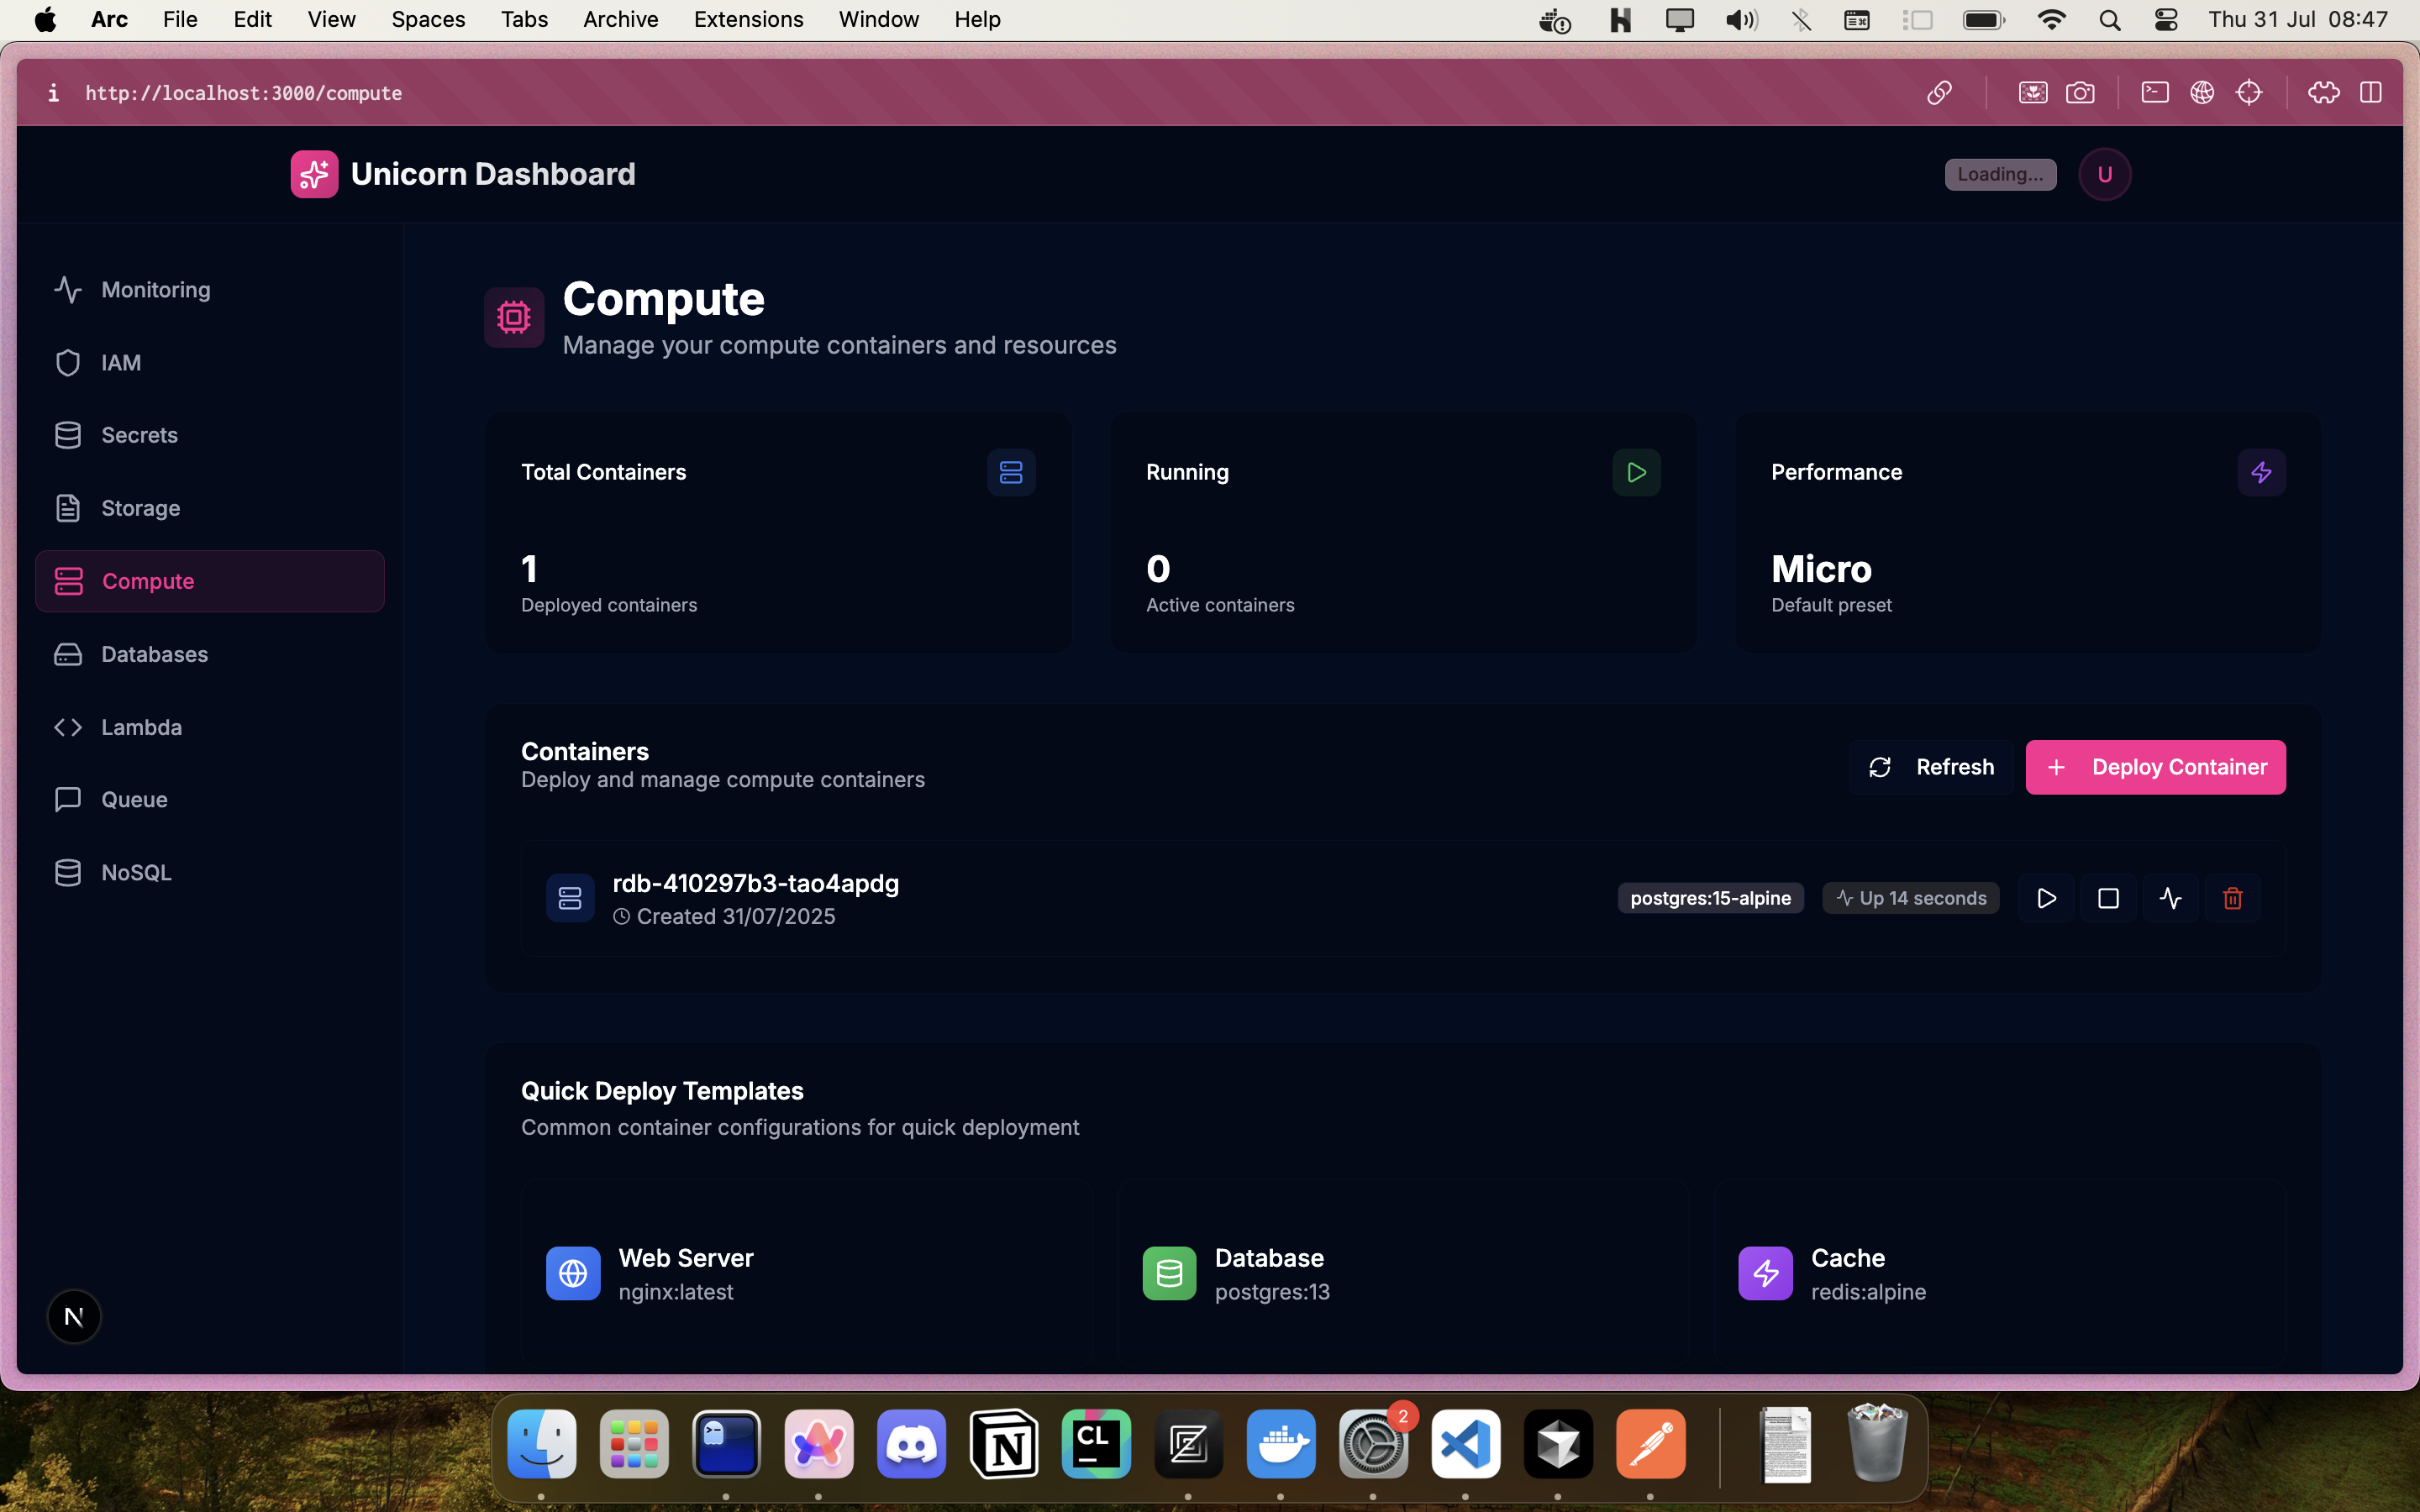 Arc File Edit View Spaces Tabs Archive Extensions Window Help Thu 31 Jul 08:47
http://localhost:3000/compute
Unicorn Dashboard
Loading...
U
Monitoring
IAM
Secrets
Storage
Compute
Databases
Lambda
Queue
NoSQL
Compute
Manage your compute containers and resources
Total Containers
1
Deployed containers
Running
0
Active containers
Performance
Micro
Default preset
Containers
Deploy and manage compute containers
Refresh
Deploy Container
rdb-410297b3-tao4apdg
Created 31/07/2025
postgres:15-alpine
Up 14 seconds
Quick Deploy Templates
Common container configurations for quick deployment
Web Server
nginx:latest
Database
postgres:13
Cache
redis:alpine
N
CL
2